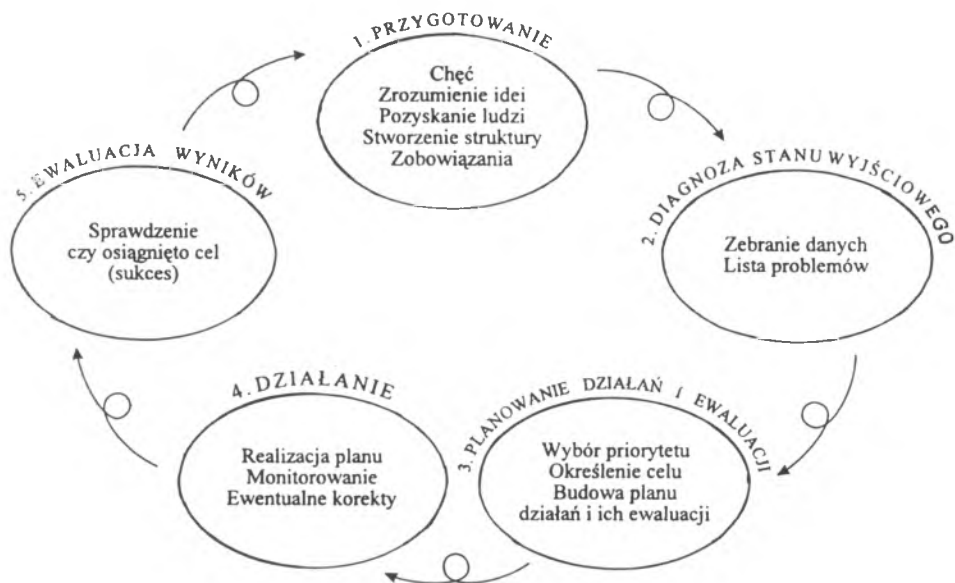 1. PRZYGOTOWANIE
Chęć
Zrozumienie idei
Pozyskanie ludzi
Stworzenie struktury
Zobowiązania
2. DIAGNOZA STANU WYJŚCIOWEGO
Zebranie danych
Lista problemów
3. PLANOWANIE DZIAŁAŃ I EWALUACJI
Wybór priorytetu
Określenie celu
Budowa planu
działań i ich ewaluacji
4. DZIAŁANIE
Realizacja planu
Monitorowanie
Ewentualne korekty
5. EWALUACJA WYNIKÓW
Sprawdzenie
czy osiągnięto cel
(sukces)